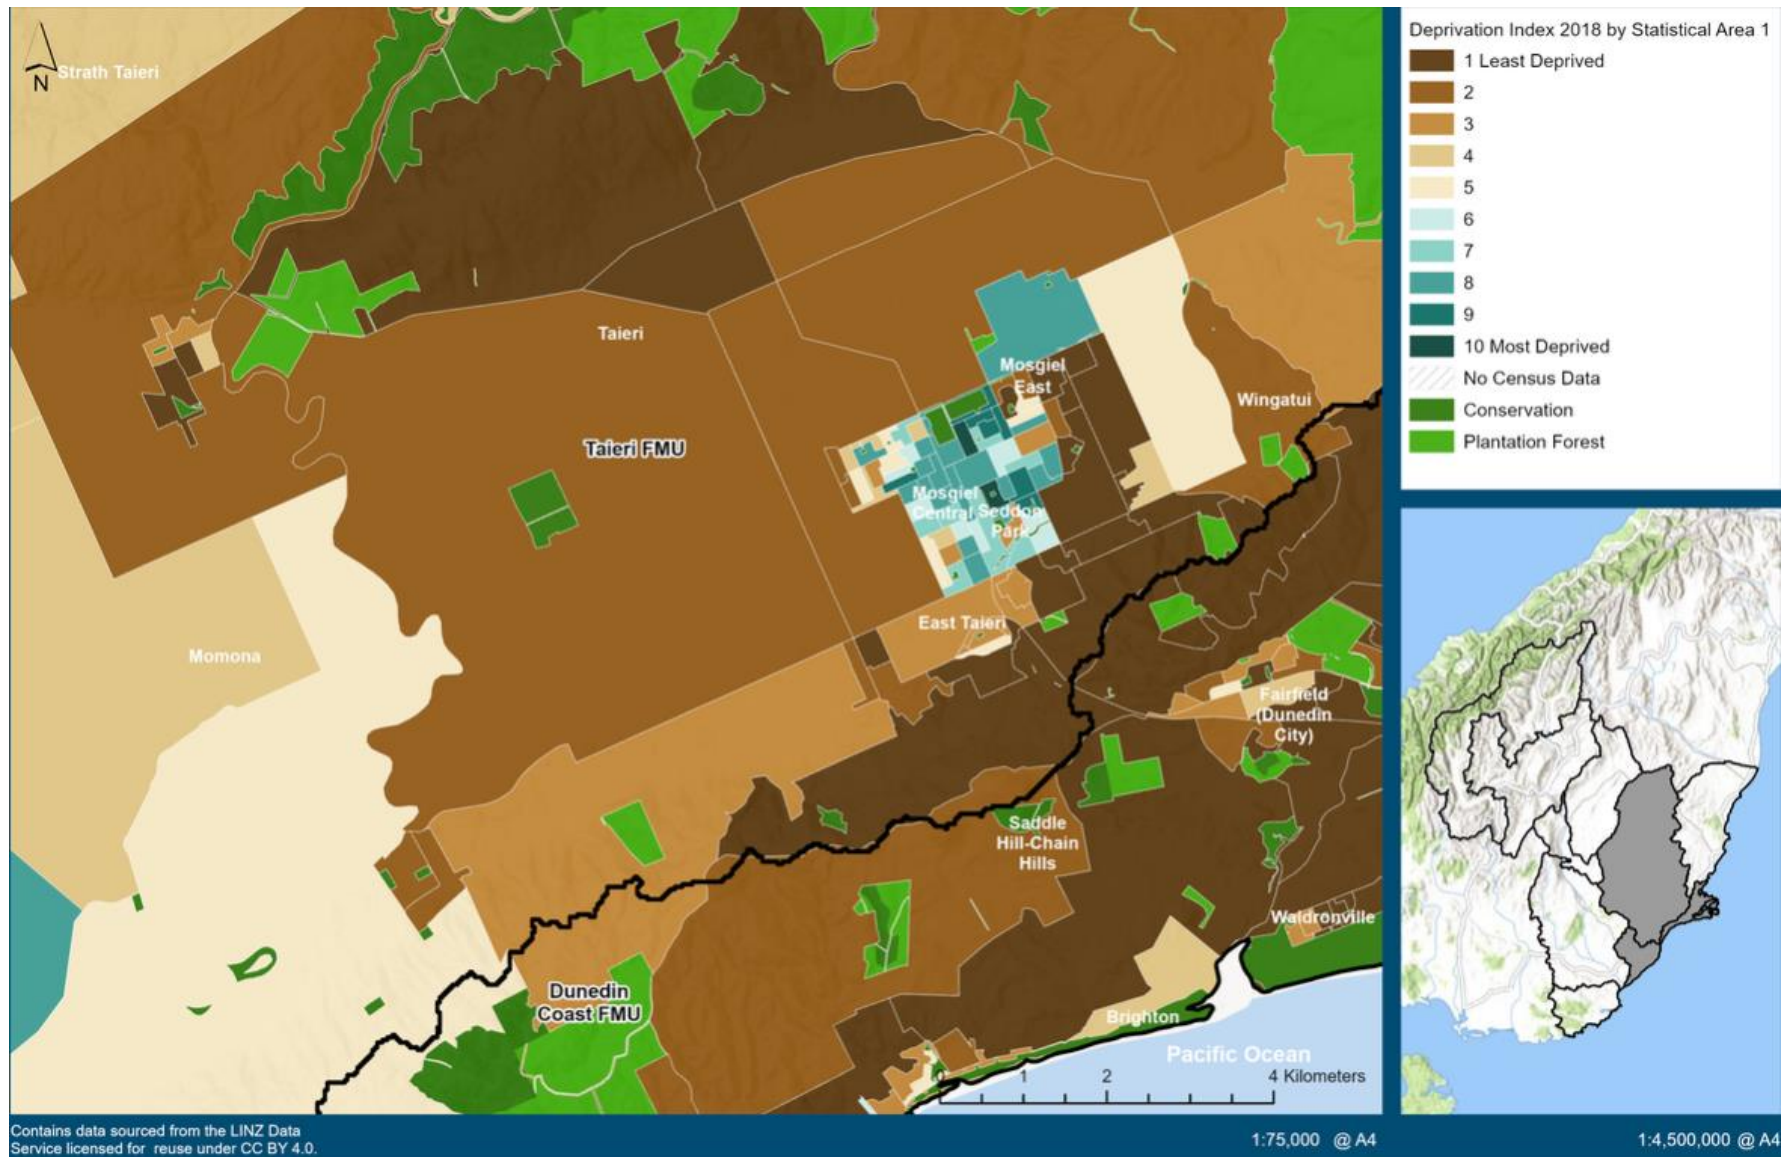 N
Strath Taieri
Taieri
Taieri FMU
Mosgiel
East
Wingatui
Mosgiel
Central
Seddon
Park
East Taieri
Momona
Fairfield
(Dunedin
City)
Saddle
Hill-Chain
Hills
Waldronville
Dunedin
Coast FMU
Brighton
Pacific Ocean
0 1 2 4 Kilometers
Deprivation Index 2018 by Statistical Area 1
1 Least Deprived
2
3
4
5
6
7
8
9
10 Most Deprived
No Census Data
Conservation
Plantation Forest
Contains data sourced from the LINZ Data
Service licensed for reuse under CC BY 4.0.
1:75,000 @ A4
1:4,500,000 @ A4